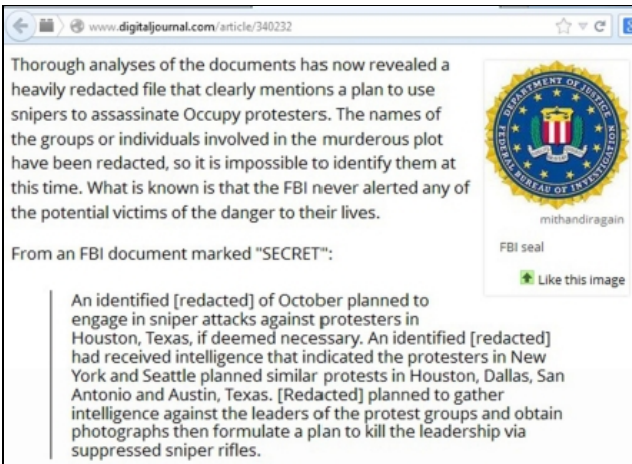 www.digitaljournal.com/article/340232
Thorough analyses of the documents has now revealed a
heavily redacted file that clearly mentions a plan to use
snipers to assassinate Occupy protesters. The names of
the groups or individuals involved in the murderous plot
have been redacted, so it is impossible to identify them at
this time. What is known is that the FBI never alerted any of
the potential victims of the danger to their lives.
DEPARTMENT OF JUSTICE
FEDERAL BUREAU OF INVESTIGATION
mithandiragain
FBI seal
Like this image
From an FBI document marked "SECRET":
An identified [redacted] of October planned to
engage in sniper attacks against protesters in
Houston, Texas, if deemed necessary. An identified [redacted]
had received intelligence that indicated the protesters in New
York and Seattle planned similar protests in Houston, Dallas, San
Antonio and Austin, Texas. [Redacted] planned to gather
intelligence against the leaders of the protest groups and obtain
photographs then formulate a plan to kill the leadership via
suppressed sniper rifles.